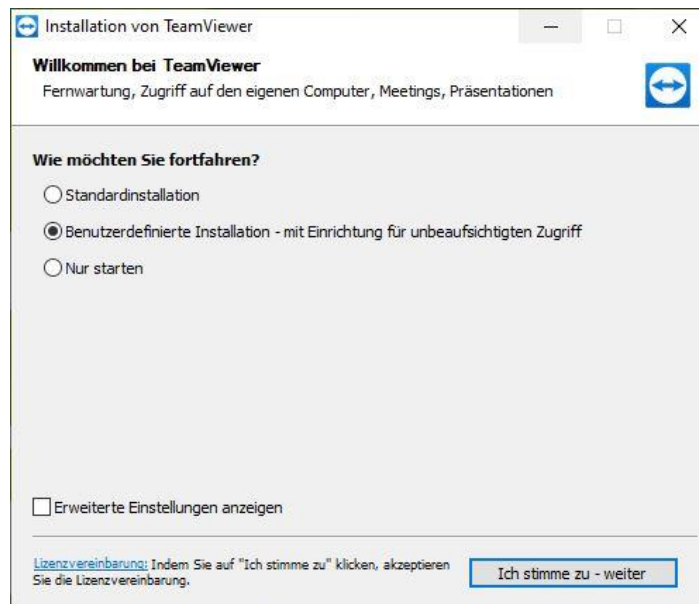 Installation von TeamViewer
Willkommen bei TeamViewer
Fernwartung, Zugriff auf den eigenen Computer, Meetings, Präsentationen
Wie möchten Sie fortfahren?
Standardinstallation
Benutzerdefinierte Installation - mit Einrichtung für unbeaufsichtigten Zugriff
Nur starten
Erweiterte Einstellungen anzeigen
Lizenzvereinbarung: Indem Sie auf "Ich stimme zu" klicken, akzeptieren
Sie die Lizenzvereinbarung.
Ich stimme zu - weiter